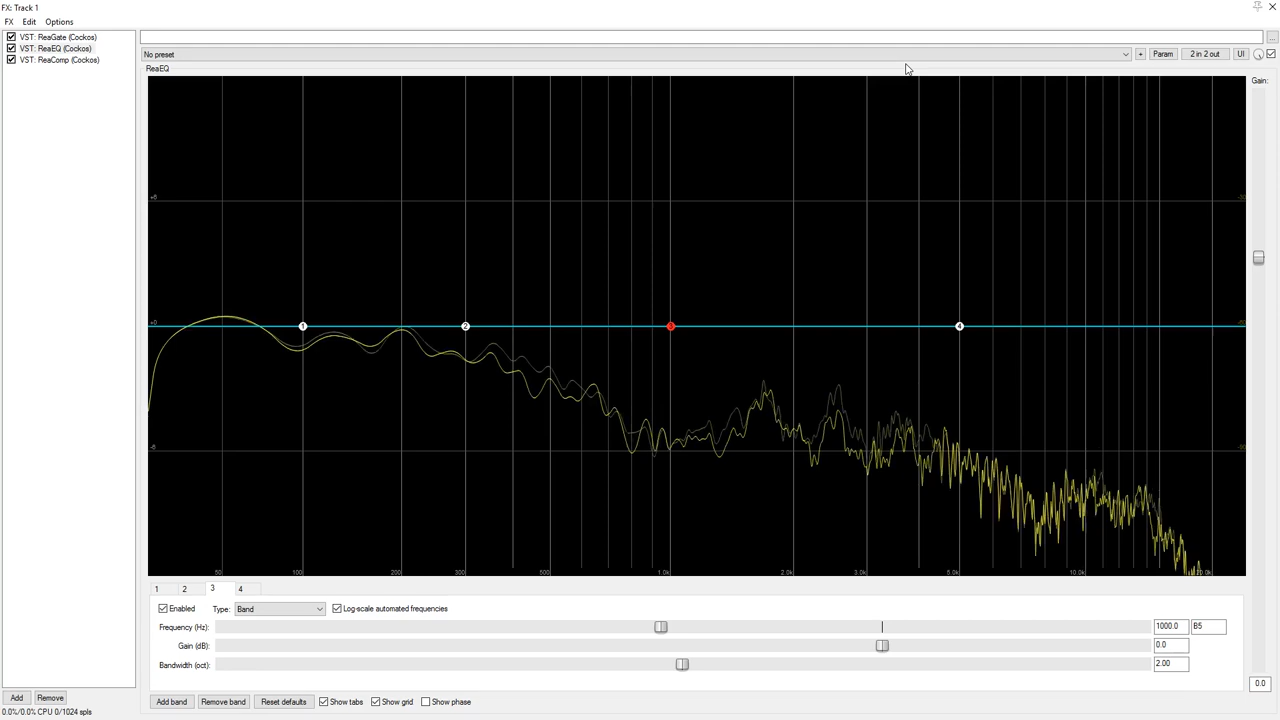 FX: Track 1
FX Edit Options
VST: ReaGate (Cockos)
VST: ReaEQ (Cockos)
VST: ReaComp (Cockos)
No preset
+
Param
2 in 2 out
UI
...
ReaEQ
Gain:
+6
+0
-6
1
2
3
4
50 100 200 300 500 1.0k 2.0k 3.0k 5.0k 10.0k
1 2 3 4
Enabled Type: Band Log-scale automated frequencies
Frequency (Hz): 1000.0 B5
Gain (dB): 0.0
Bandwidth (oct): 2.00
Add Remove
Add band Remove band Reset defaults Show tabs Show grid Show phase
0.0
0.0%/0.0% CPU 0/1024 spls